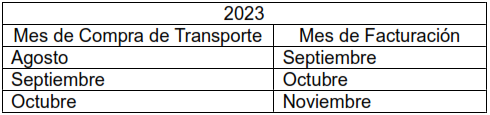 2023
Mes de Compra de Transporte Mes de Facturación
Agosto Septiembre
Septiembre Octubre
Octubre Noviembre